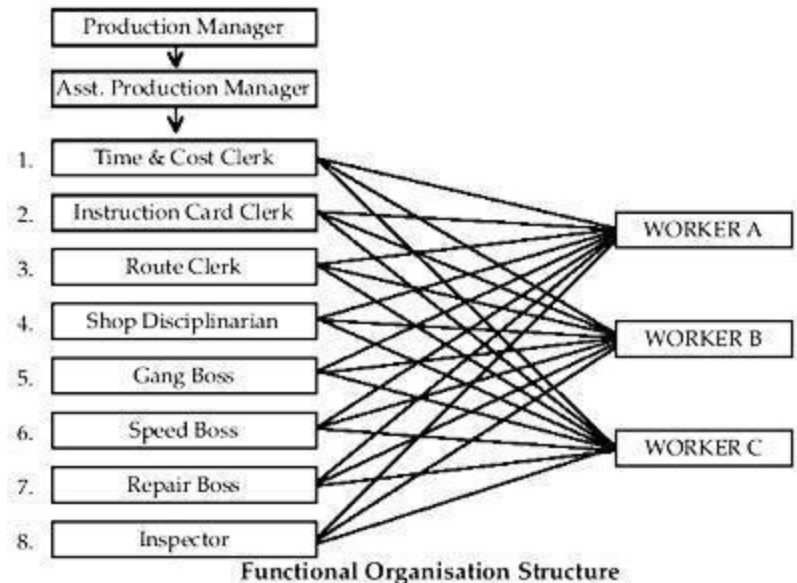 Production Manager
Asst. Production Manager
1. Time & Cost Clerk
2. Instruction Card Clerk
WORKER A
3. Route Clerk
4. Shop Disciplinarian
WORKER B
5. Gang Boss
6. Speed Boss
WORKER C
7. Repair Boss
8. Inspector
Functional Organisation Structure